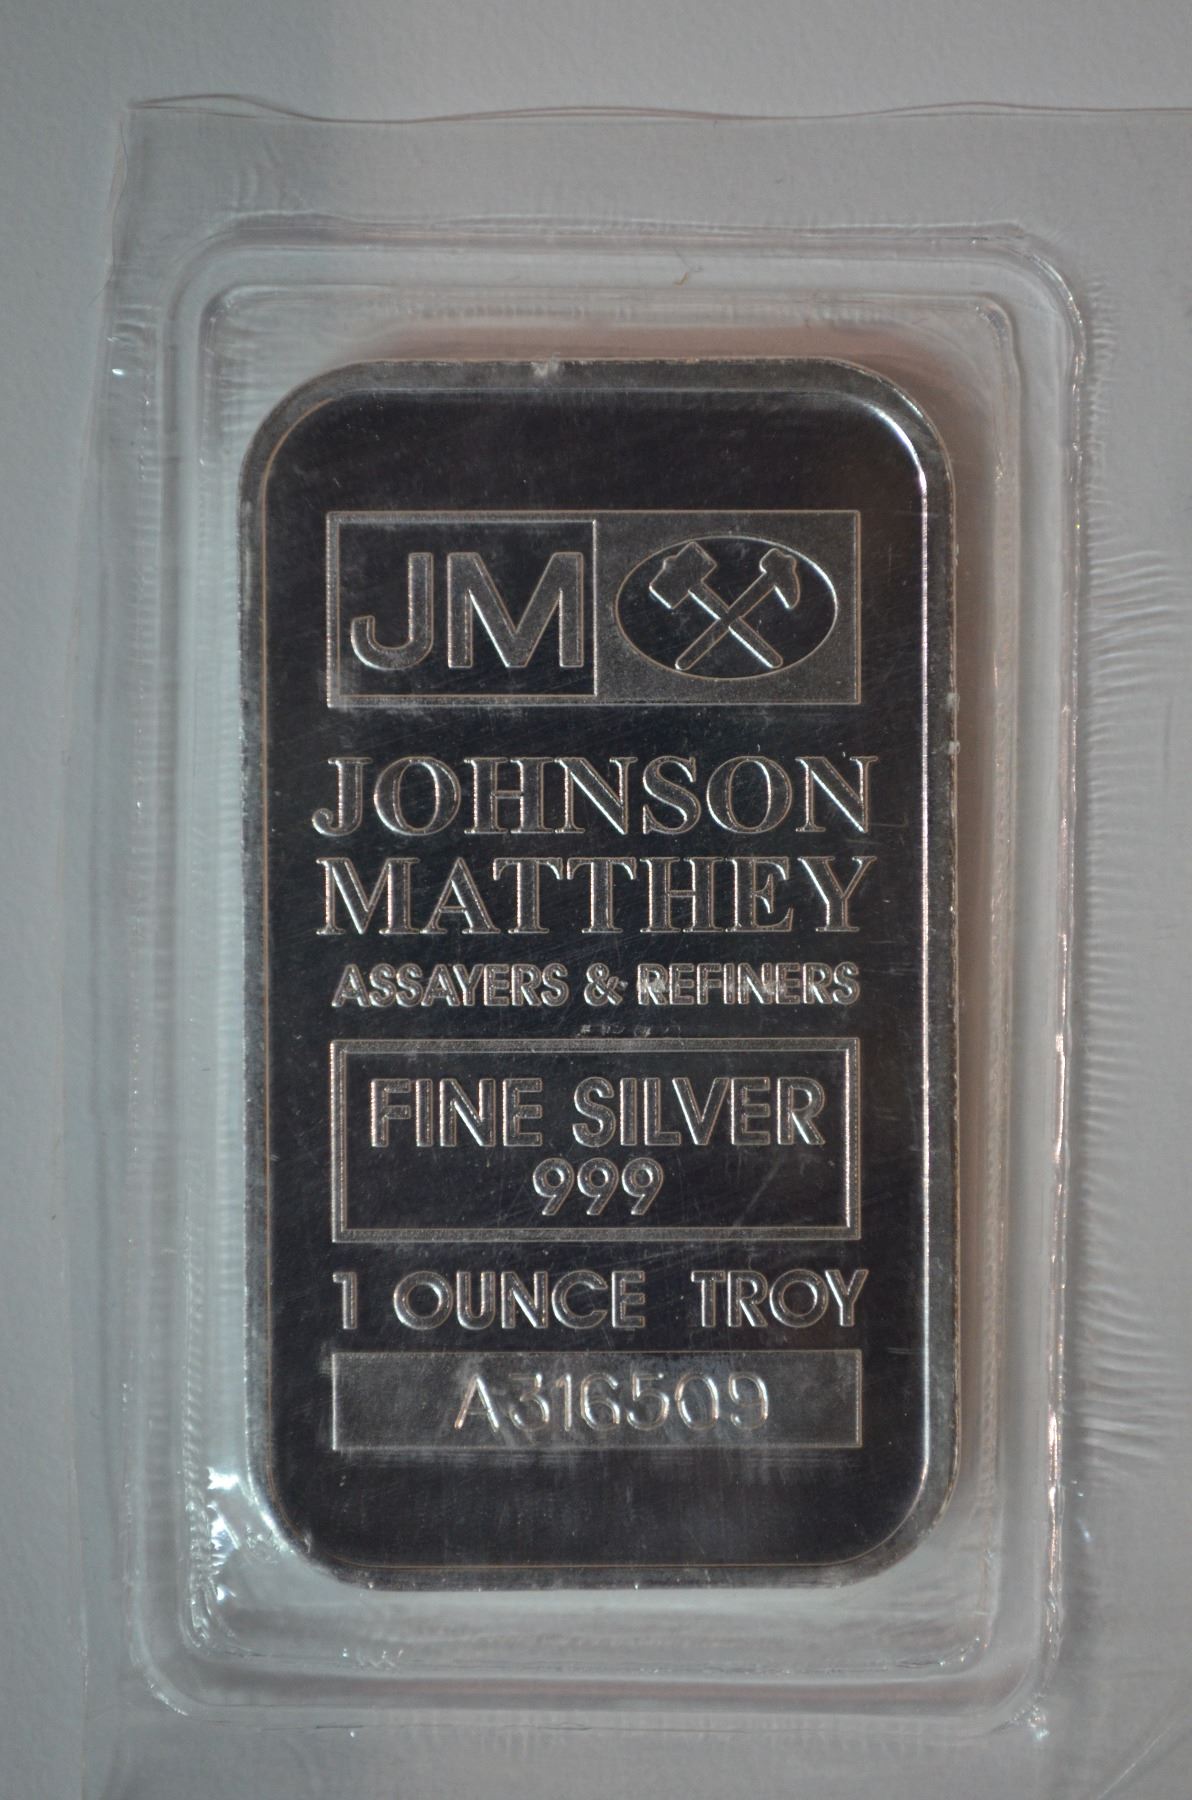 JM
JOHNSON
MATTHEY
ASSAYERS & REFINERS
FINE SILVER
999
1 OUNCE TROY
A316509